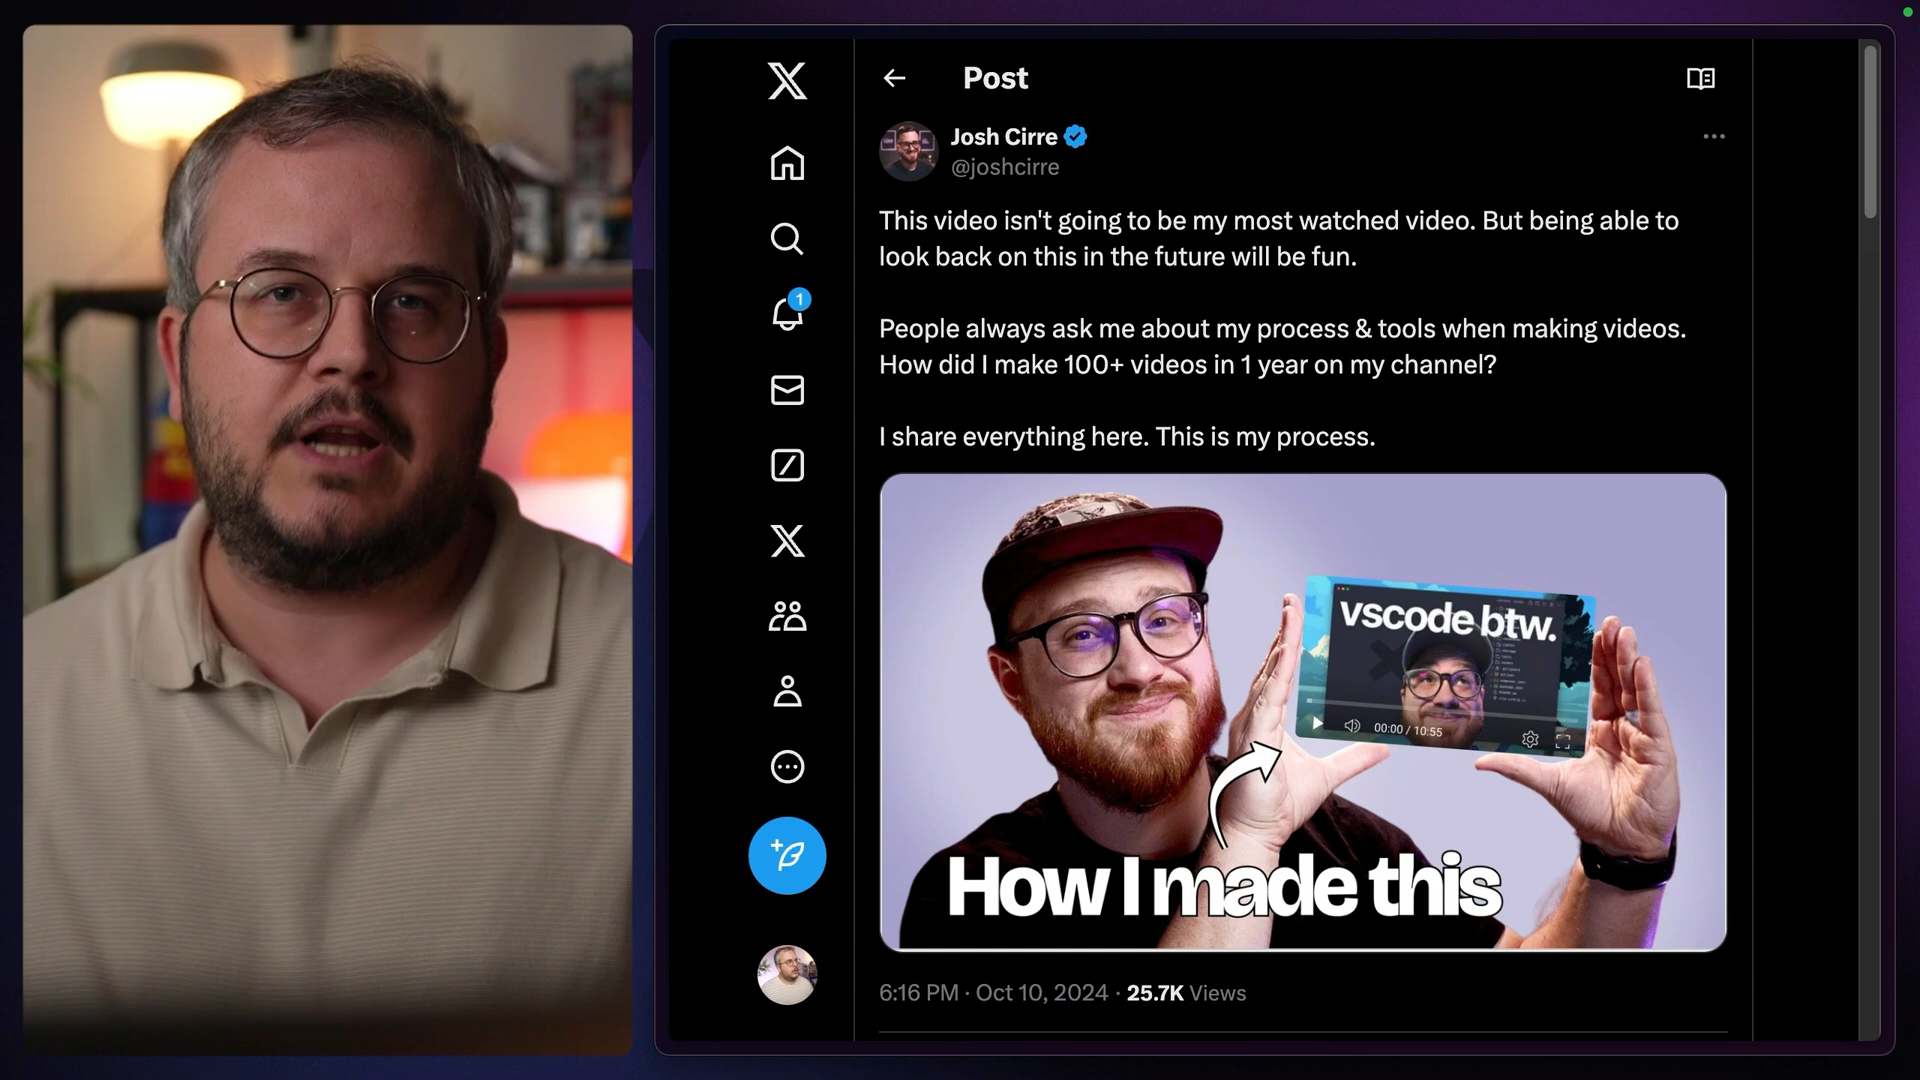 Post
Josh Cirre
@joshcirre
This video isn't going to be my most watched video. But being able to
look back on this in the future will be fun.
People always ask me about my process & tools when making videos.
How did I make 100+ videos in 1 year on my channel?
I share everything here. This is my process.
1
vscode btw.
00:00 / 10:55
How I made this
6:16 PM · Oct 10, 2024 · 25.7K Views